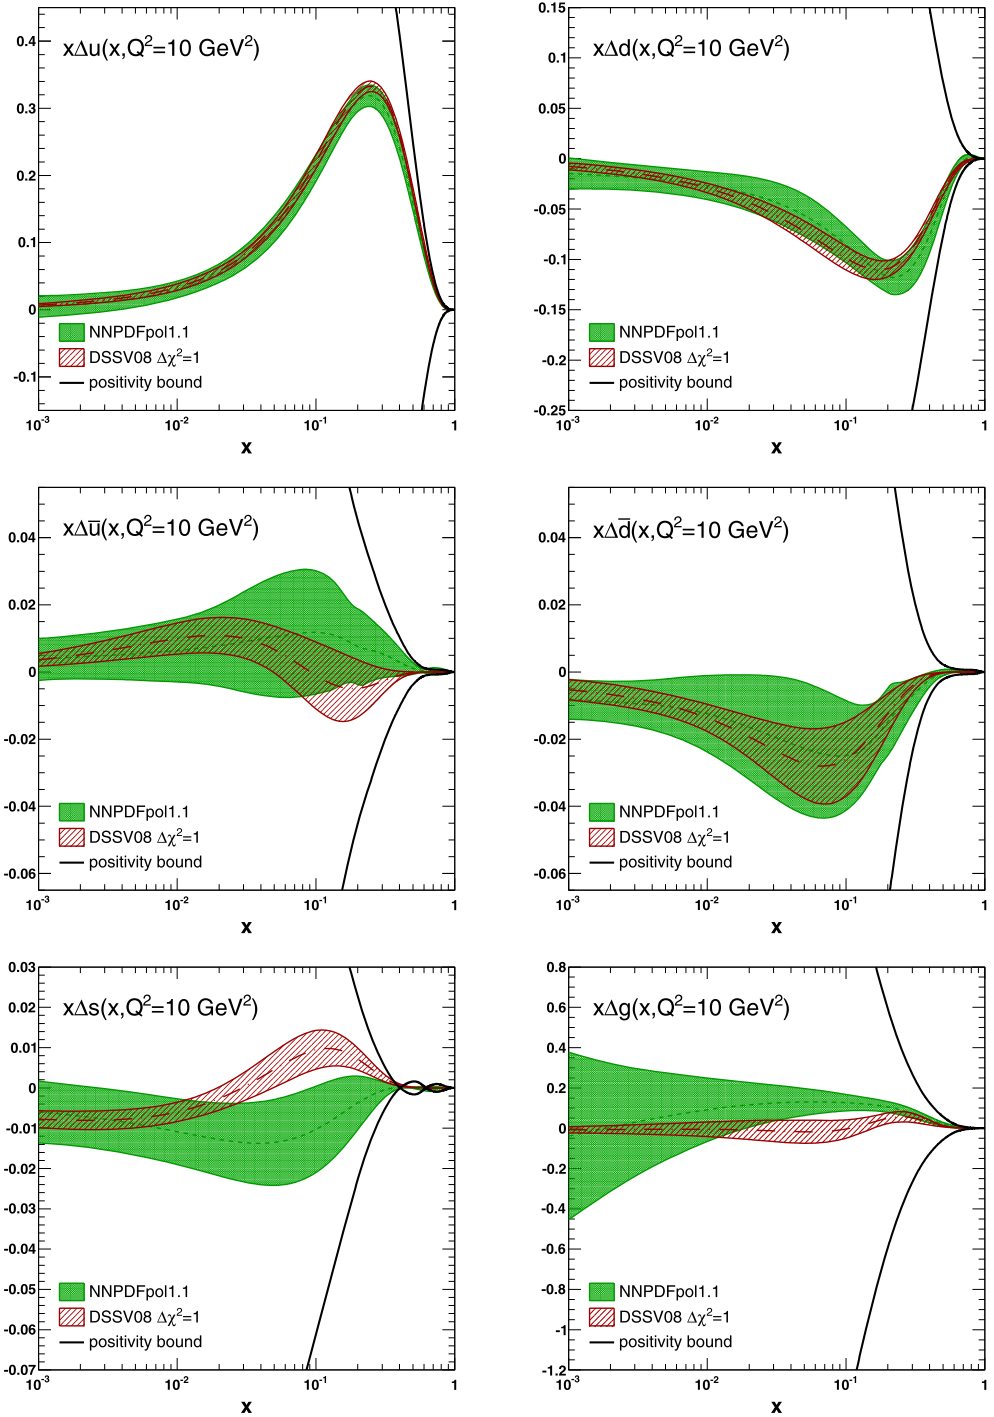 xΔu(x,Q²=10 GeV²)
0.4
0.3
0.2
0.1
0
-0.1
NNPDFpol1.1
DSSV08 Δχ²=1
positivity bound
10⁻³ 10⁻² 10⁻¹ 1
x
xΔd(x,Q²=10 GeV²)
0.15
0.1
0.05
0
-0.05
-0.1
-0.15
-0.2
-0.25
NNPDFpol1.1
DSSV08 Δχ²=1
positivity bound
10⁻³ 10⁻² 10⁻¹ 1
x
xΔu̅(x,Q²=10 GeV²)
0.04
0.02
0
-0.02
-0.04
-0.06
NNPDFpol1.1
DSSV08 Δχ²=1
positivity bound
10⁻³ 10⁻² 10⁻¹ 1
x
xΔd̅(x,Q²=10 GeV²)
0.04
0.02
0
-0.02
-0.04
-0.06
NNPDFpol1.1
DSSV08 Δχ²=1
positivity bound
10⁻³ 10⁻² 10⁻¹ 1
x
xΔs(x,Q²=10 GeV²)
0.03
0.02
0.01
0
-0.01
-0.02
-0.03
-0.04
-0.05
-0.06
-0.07
NNPDFpol1.1
DSSV08 Δχ²=1
positivity bound
10⁻³ 10⁻² 10⁻¹ 1
x
xΔg(x,Q²=10 GeV²)
0.8
0.6
0.4
0.2
0
-0.2
-0.4
-0.6
-0.8
-1
-1.2
NNPDFpol1.1
DSSV08 Δχ²=1
positivity bound
10⁻³ 10⁻² 10⁻¹ 1
x